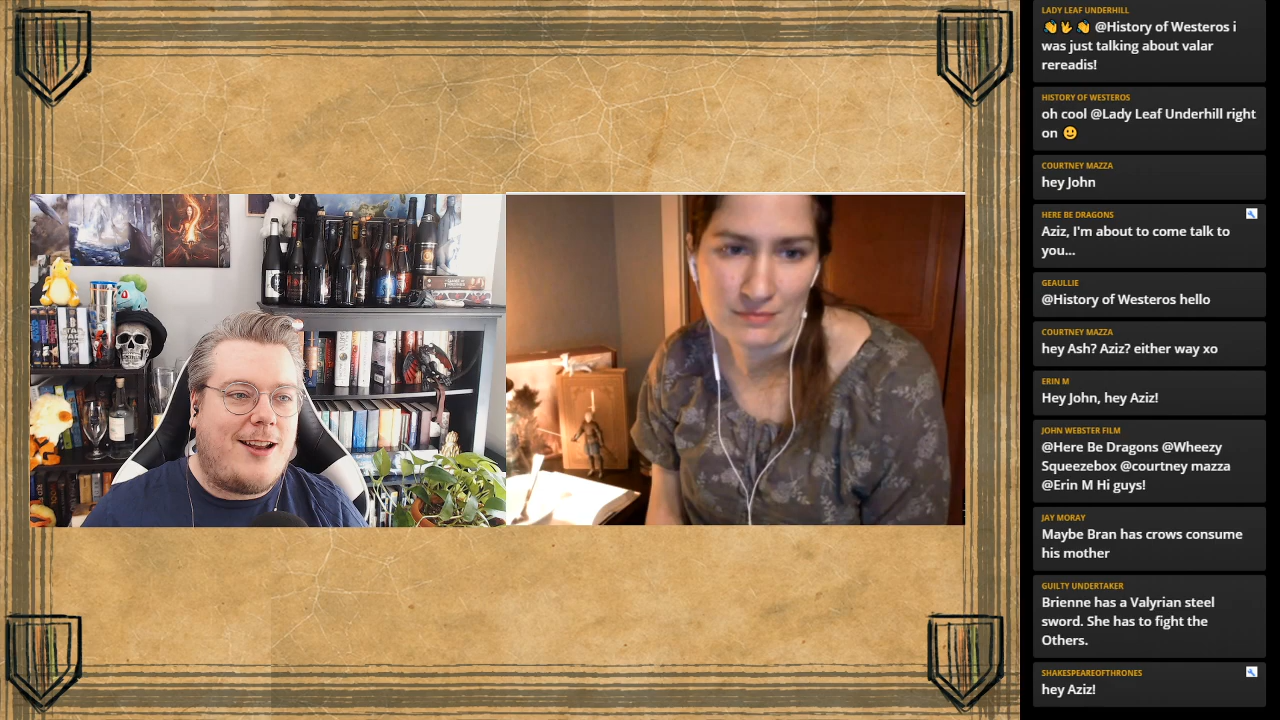 LADY LEAF UNDERHILL
👏🖖👏 @History of Westeros i
was just talking about valar
rereadis!
HISTORY OF WESTEROS
oh cool @Lady Leaf Underhill right
on 🙂
COURTNEY MAZZA
hey John
HERE BE DRAGONS
Aziz, I'm about to come talk to
you...
GEAULLIE
@History of Westeros hello
COURTNEY MAZZA
hey Ash? Aziz? either way xo
ERIN M
Hey John, hey Aziz!
JOHN WEBSTER FILM
@Here Be Dragons @Wheezy
Squeezebox @courtney mazza
@Erin M Hi guys!
JAY MORAY
Maybe Bran has crows consume
his mother
GUILTY UNDERTAKER
Brienne has a Valyrian steel
sword. She has to fight the
Others.
SHAKESPEAREOFTHRONES
hey Aziz!